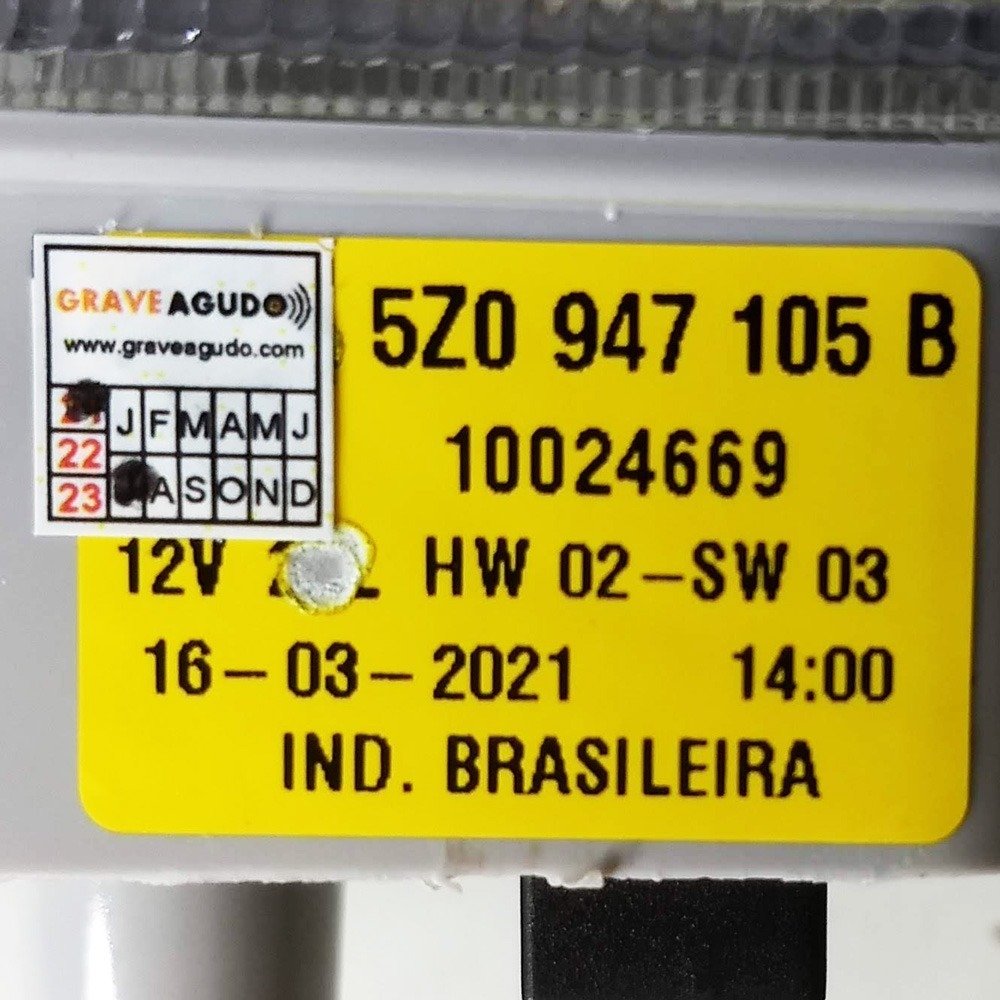 GRAVE AGUDO
www.graveagudo.com
J F M A M J
22
23 A S O N D
5Z0 947 105 B
10024669
12V HW 02-SW 03
16-03-2021 14:00
IND. BRASILEIRA